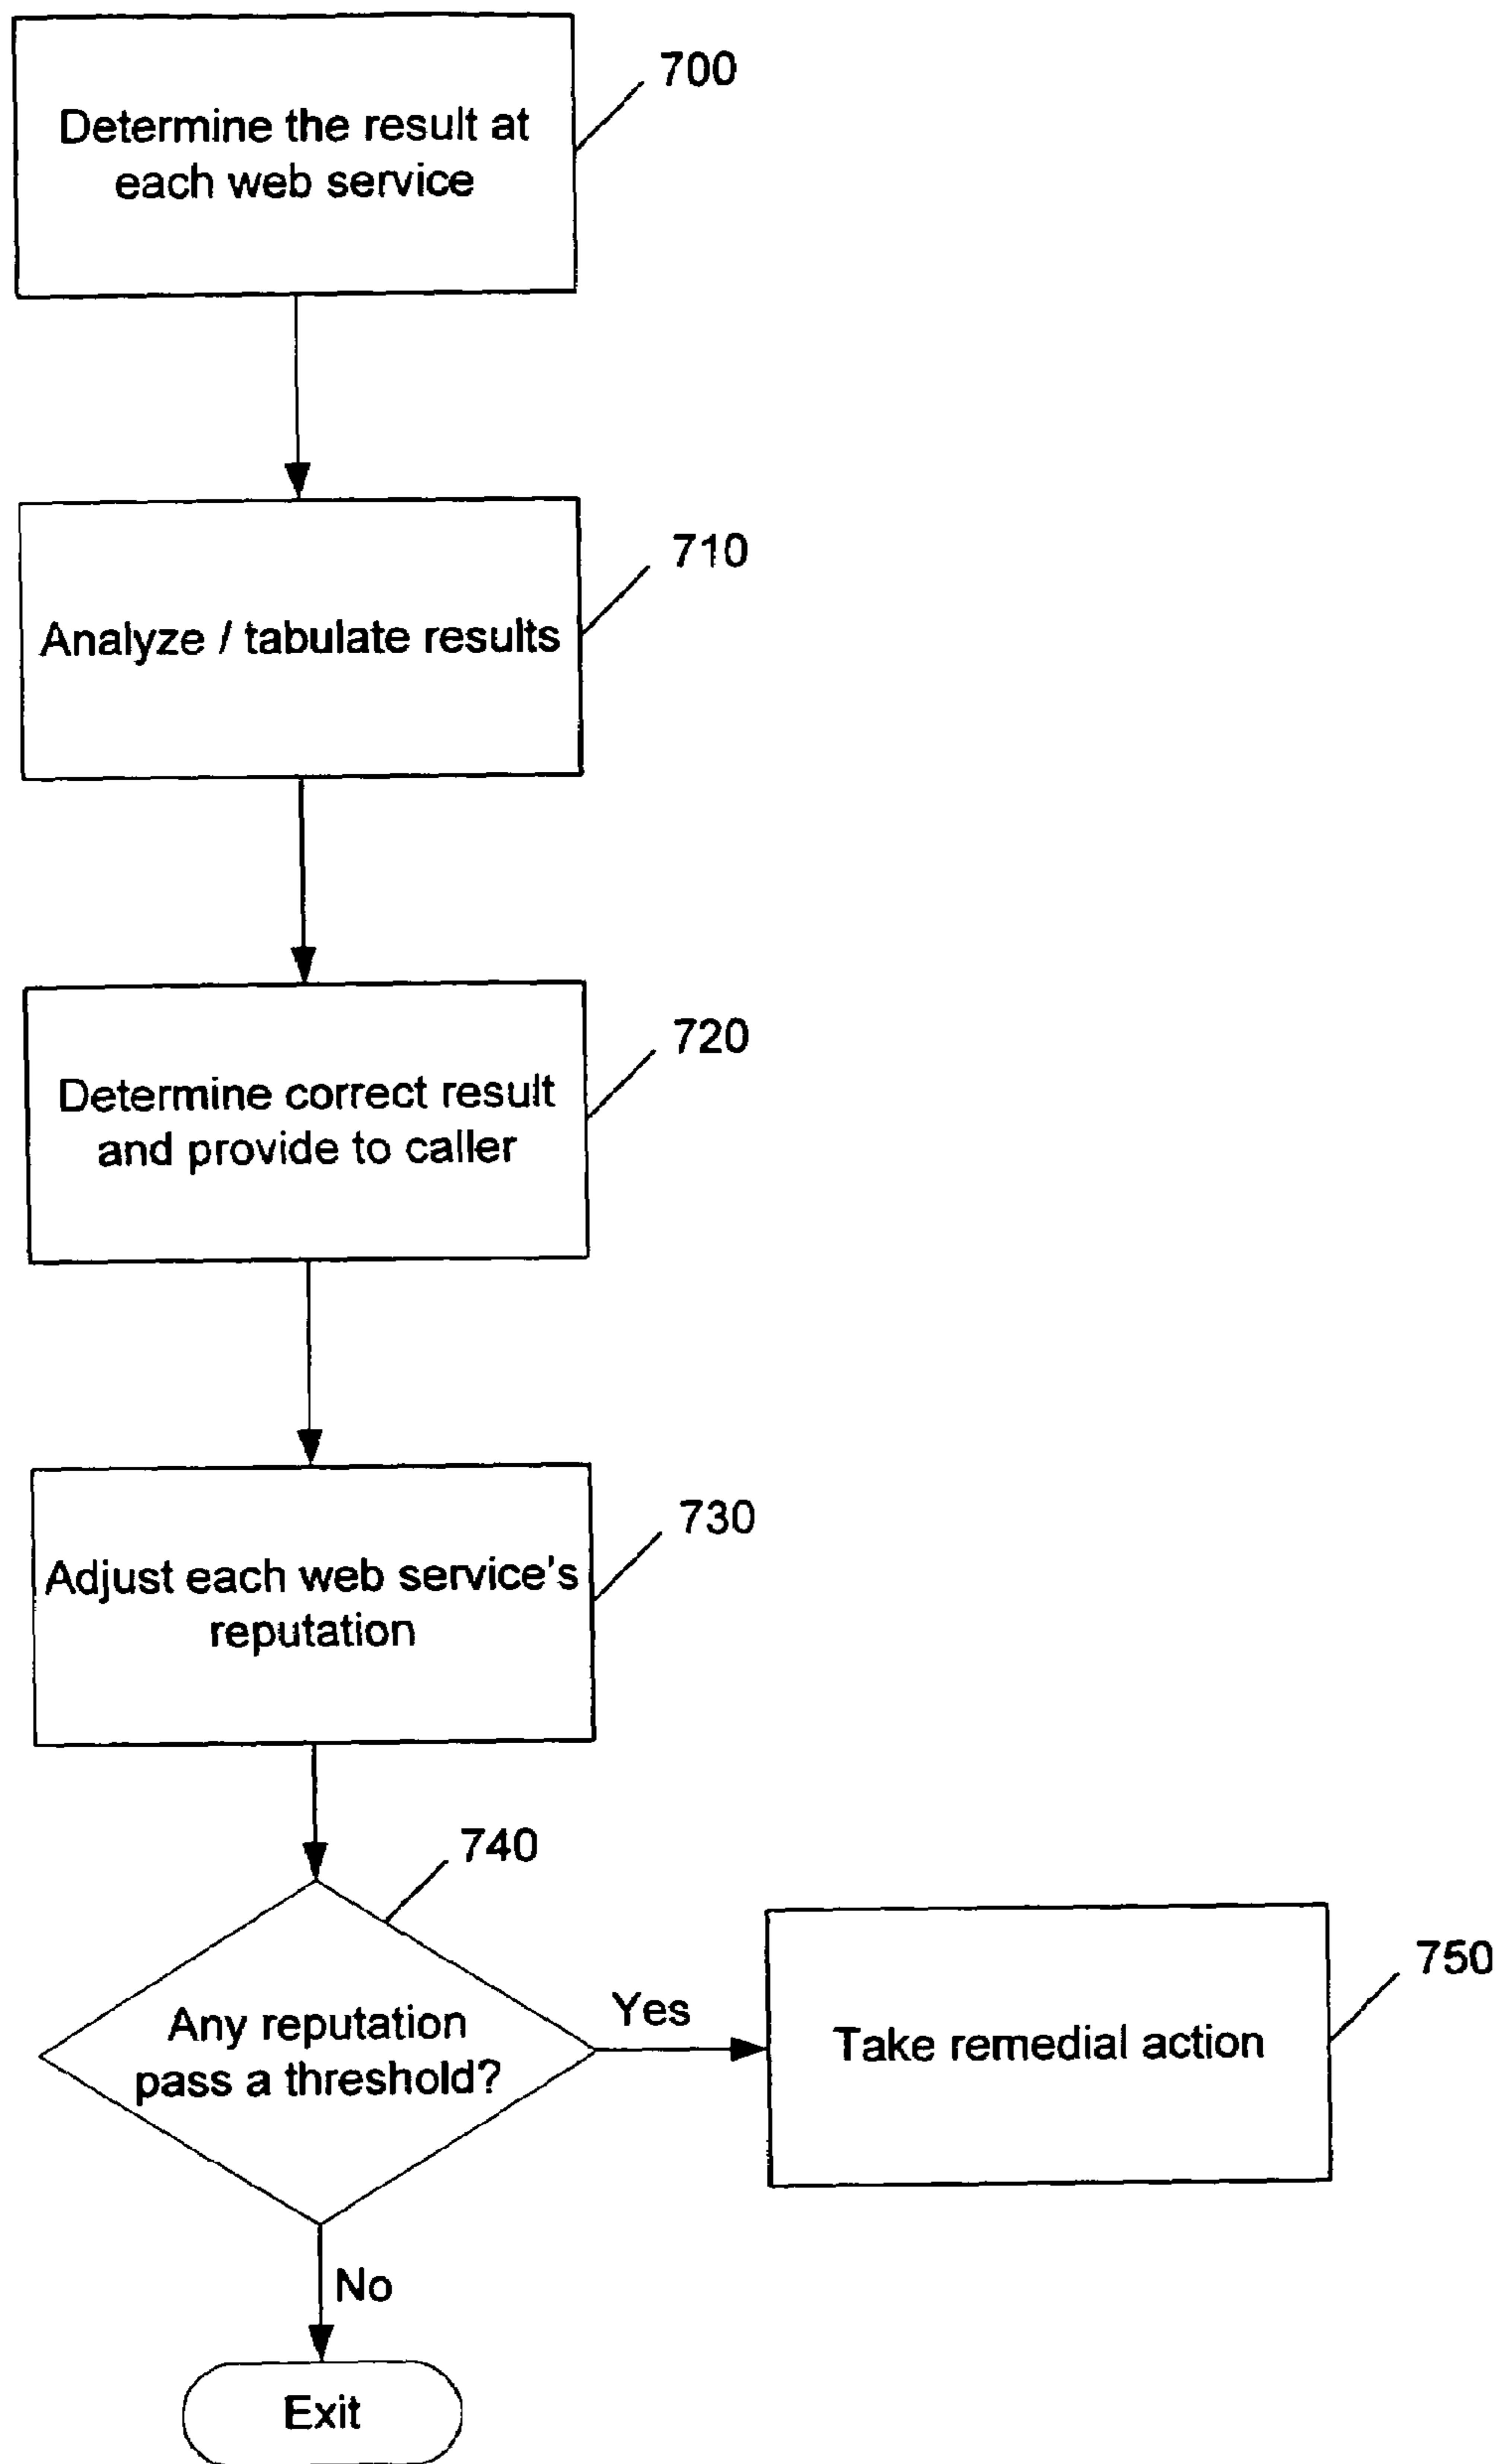 700
Determine the result at
each web service
710
Analyze / tabulate results
720
Determine correct result
and provide to caller
730
Adjust each web service's
reputation
740
Any reputation
pass a threshold?
Yes
750
Take remedial action
No
Exit